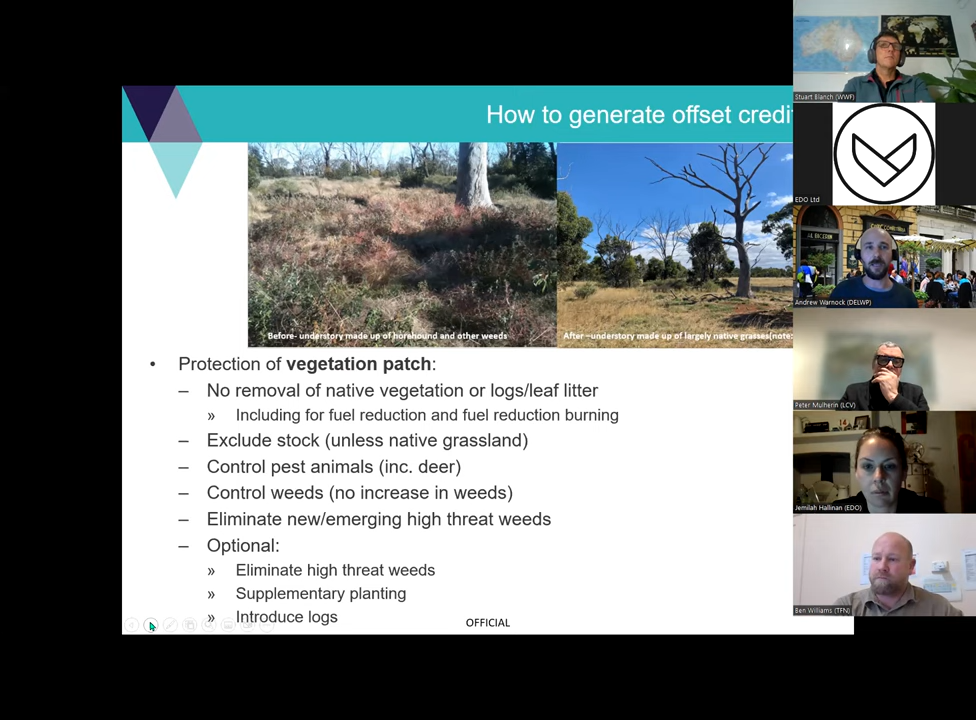 How to generate offset credi
Before- understory made up of horehound and other weeds
After –understory made up of largely native grasses(note:
• Protection of vegetation patch:
– No removal of native vegetation or logs/leaf litter
» Including for fuel reduction and fuel reduction burning
– Exclude stock (unless native grassland)
– Control pest animals (inc. deer)
– Control weeds (no increase in weeds)
– Eliminate new/emerging high threat weeds
– Optional:
» Eliminate high threat weeds
» Supplementary planting
» Introduce logs
OFFICIAL
Stuart Blanch (WWF)
EDO Ltd
AL BICERIN
Andrew Warnock (DELWP)
Peter Mulherin (LCV)
Jemilah Hallinan (EDO)
Ben Williams (TFN)